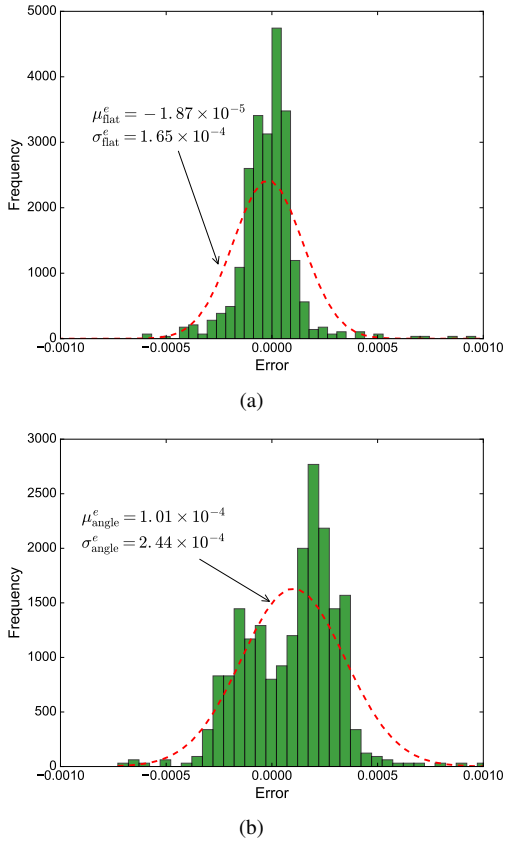 5000
4000
3000
2000
1000
0
Frequency
μ^e_flat = −1.87 × 10^-5
σ^e_flat = 1.65 × 10^-4
−0.0010 −0.0005 0.0000 0.0005 0.0010
Error
(a)
3000
2500
2000
1500
1000
500
0
Frequency
μ^e_angle = 1.01 × 10^-4
σ^e_angle = 2.44 × 10^-4
−0.0010 −0.0005 0.0000 0.0005 0.0010
Error
(b)